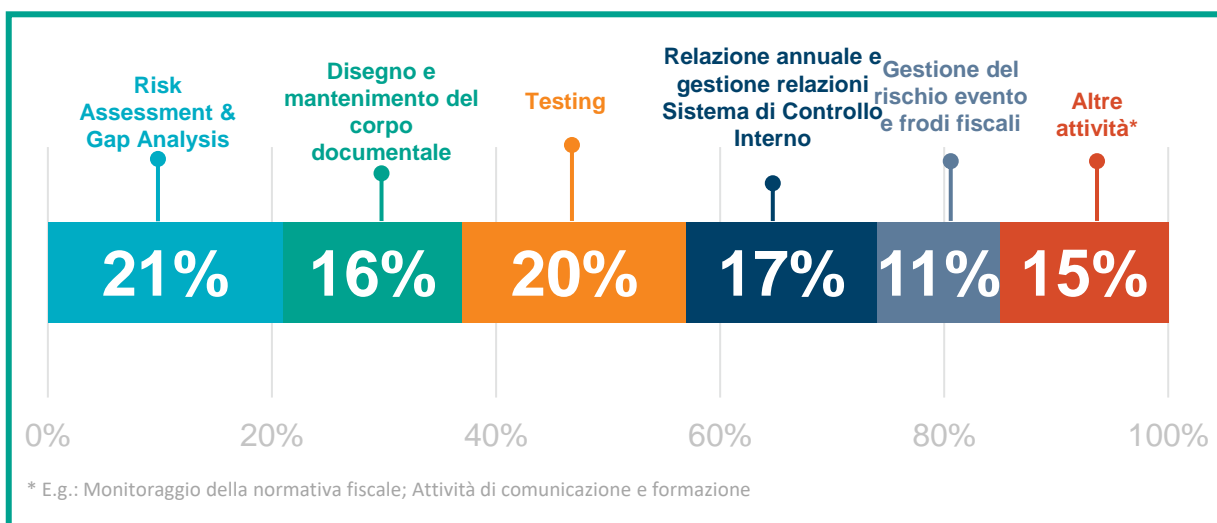 Risk
Assessment &
Gap Analysis
Disegno e
mantenimento del
corpo
documentale
Testing
Relazione annuale e
gestione relazioni
Sistema di Controllo
Interno
Gestione del
rischio evento
e frodi fiscali
Altre
attività*
21%
16%
20%
17%
11%
15%
0%
20%
40%
60%
80%
100%
* E.g.: Monitoraggio della normativa fiscale; Attività di comunicazione e formazione